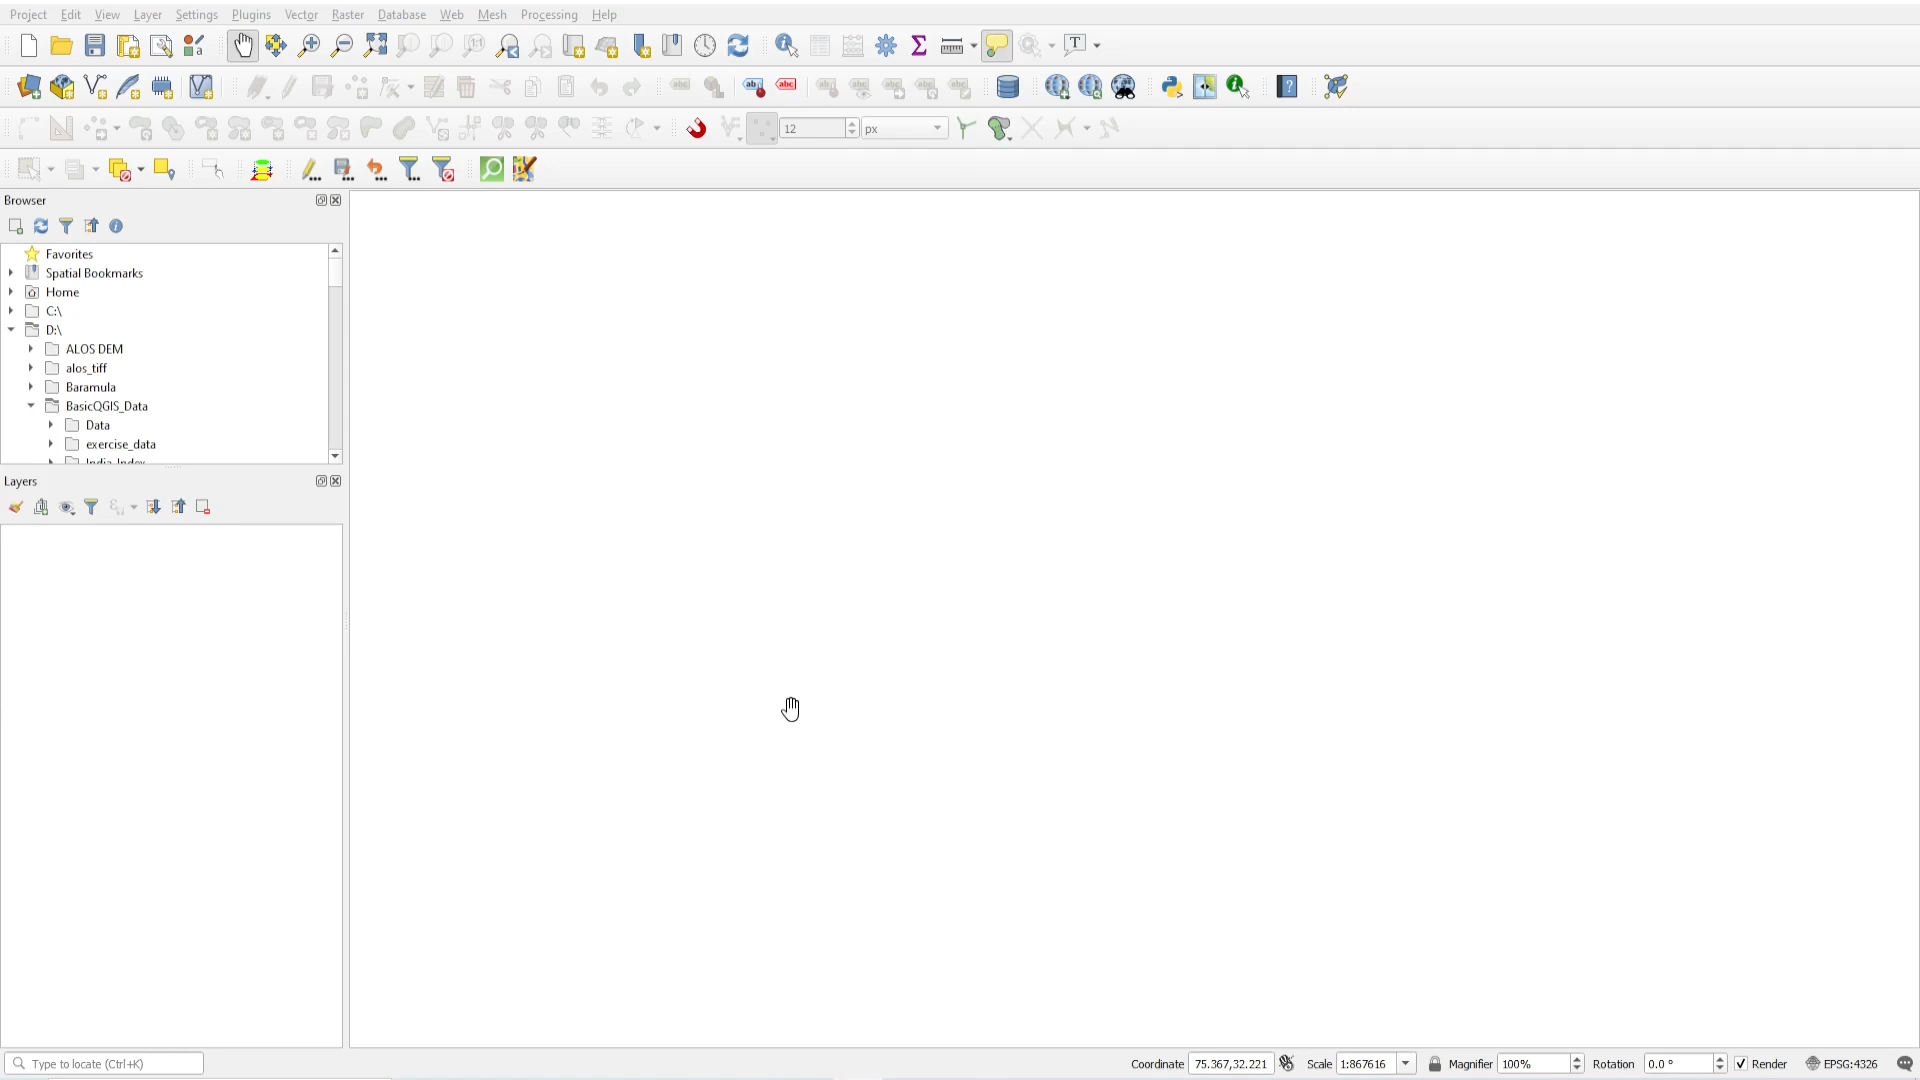 Project Edit View Layer Settings Plugins Vector Raster Database Web Mesh Processing Help
12 px
Browser
Favorites
Spatial Bookmarks
Home
C:\
D:\
ALOS DEM
alos_tiff
Baramula
BasicQGIS_Data
Data
exercise_data
India_Index
Layers
Type to locate (Ctrl+K) Coordinate 75.367,32.221 Scale 1:867616 Magnifier 100% Rotation 0.0 ° Render EPSG:4326